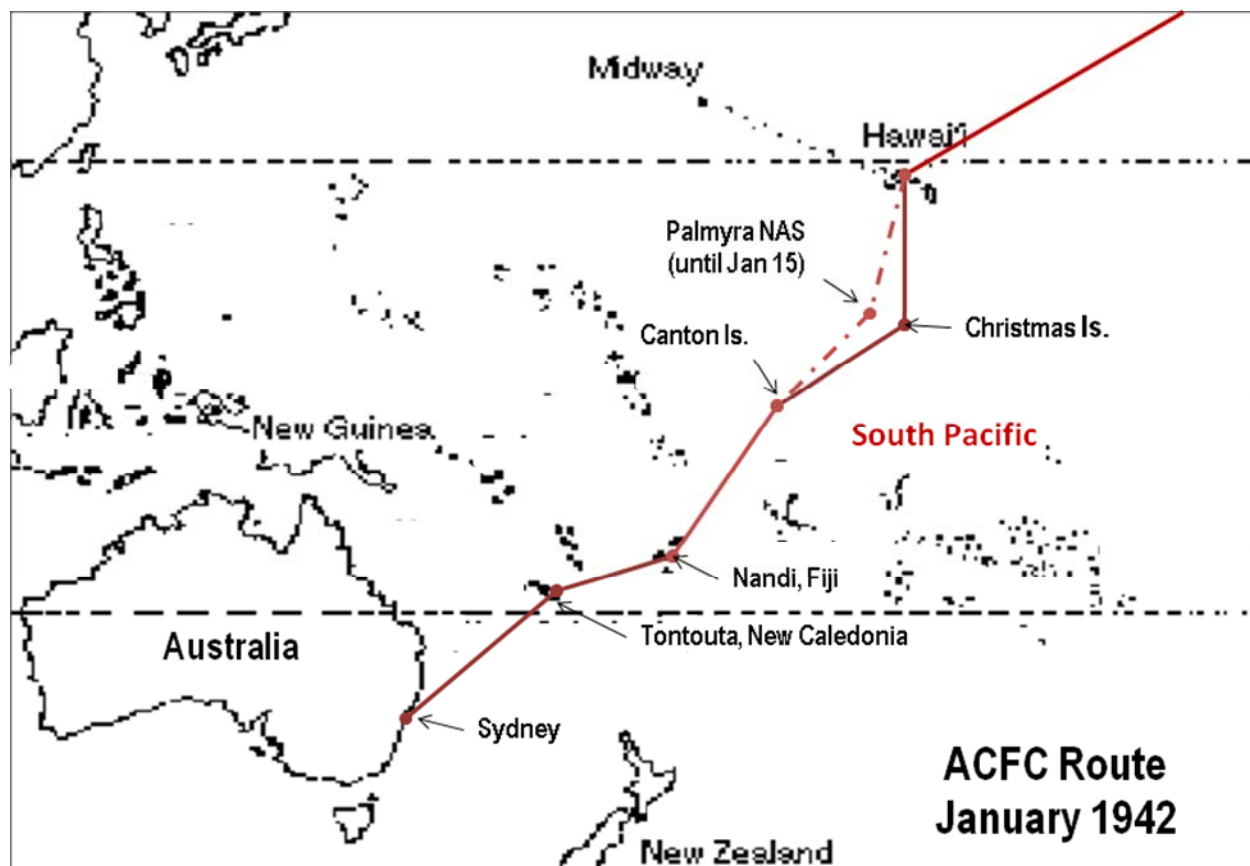 Midway
Hawai'i
Palmyra NAS
(until Jan 15)
Canton Is.
Christmas Is.
New Guinea
South Pacific
Nandi, Fiji
Tontouta, New Caledonia
Australia
Sydney
ACFC Route
January 1942
New Zealand